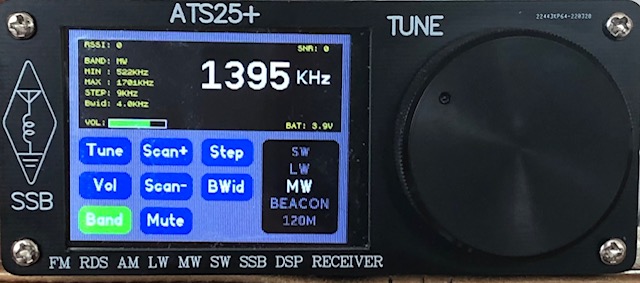 ATS25+
TUNE
22443KP64-220320
RSSI: 0
SNR: 0
BAND: MW
MIN : 522KHz
MAX : 1701KHz
STEP: 9KHz
Bwid: 4.0KHz
1395 KHz
VOL:
BAT: 3.9V
Tune Scan+ Step
Vol Scan- BWid
Band Mute
SW
LW
MW
BEACON
120M
SSB
FM RDS AM LW MW SW SSB DSP RECEIVER